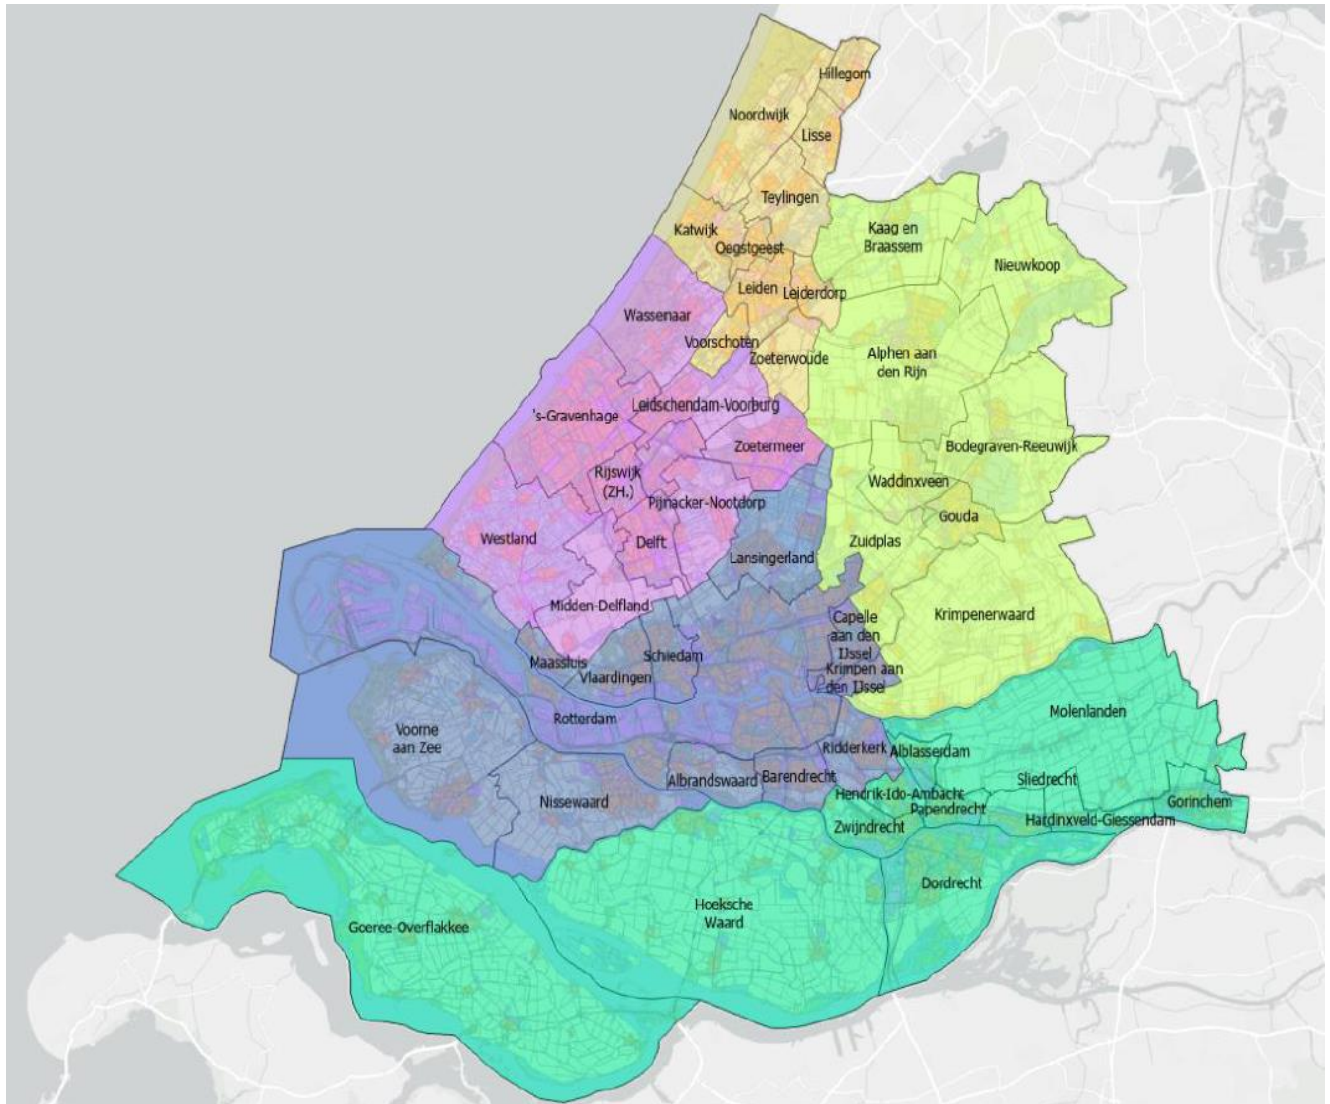 Hillegom
Noordwijk
Lisse
Teylingen
Katwijk
Oegstgeest
Kaag en
Braassem
Nieuwkoop
Leiden
Leiderdorp
Wassenaar
Voorschoten
Zoeterwoude
Alphen aan
den Rijn
's-Gravenhage
Leidschendam-Voorburg
Zoetermeer
Bodegraven-Reeuwijk
Rijswijk
(ZH.)
Waddinxveen
Pijnacker-Nootdorp
Gouda
Westland
Delft
Zuidplas
Lansingerland
Midden-Delfland
Krimpenerwaard
Capelle
aan den
IJssel
Maassluis
Schiedam
Vlaardingen
Krimpen aan
den IJssel
Rotterdam
Molenlanden
Voorne
aan Zee
Ridderkerk
Alblasserdam
Albrandswaard
Barendrecht
Sliedrecht
Nissewaard
Hendrik-Ido-Ambacht
Papendrecht
Gorinchem
Zwijndrecht
Hardinxveld-Giessendam
Dordrecht
Hoeksche
Waard
Goeree-Overflakkee